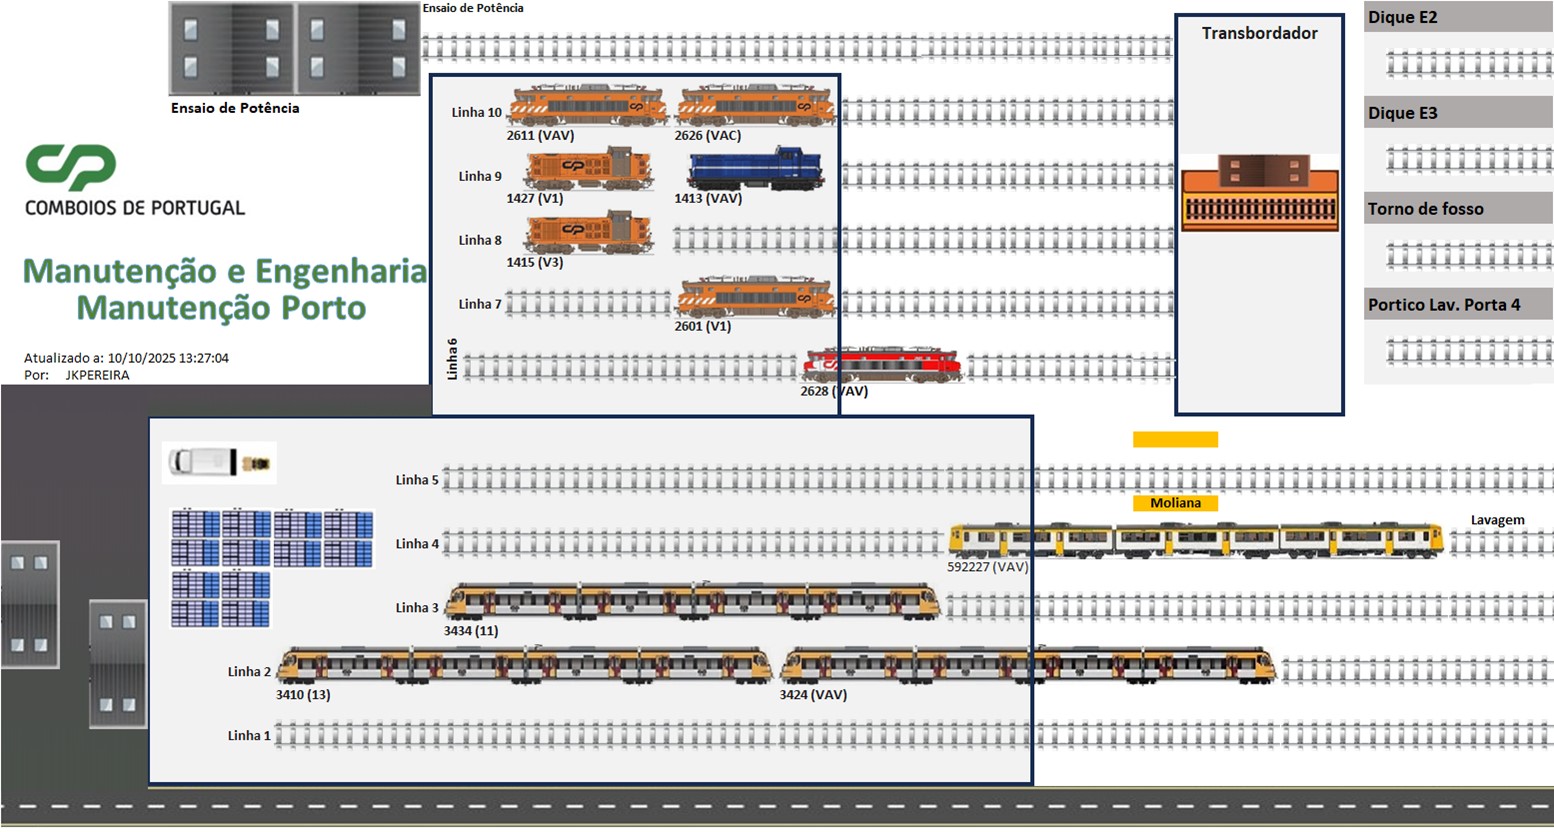 Ensaio de Potência
Ensaio de Potência
CP
COMBOIOS DE PORTUGAL
Manutenção e Engenharia
Manutenção Porto
Atualizado a: 10/10/2025 13:27:04
Por: JKPEREIRA
Linha 10
2611 (VAV)
2626 (VAC)
Linha 9
1427 (V1)
1413 (VAV)
Linha 8
1415 (V3)
Linha 7
2601 (V1)
Linha 6
2628 (VAV)
Transbordador
Dique E2
Dique E3
Torno de fosso
Portico Lav. Porta 4
Linha 5
Moliana
Linha 4
592227 (VAV)
Lavagem
Linha 3
3434 (11)
Linha 2
3410 (13)
3424 (VAV)
Linha 1